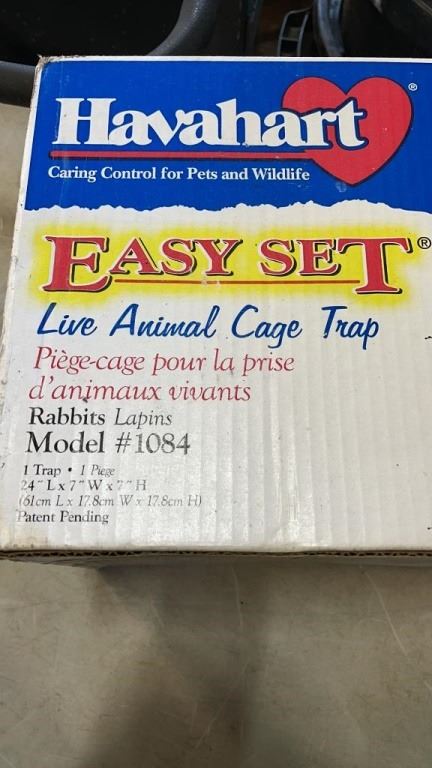 Havahart®
Caring Control for Pets and Wildlife
EASY SET®
Live Animal Cage Trap
Piège-cage pour la prise
d'animaux vivants
Rabbits Lapins
Model #1084
1 Trap • 1 Piege
24" L x 7" W x 7" H
(61cm L x 17.8cm W x 17.8cm H)
Patent Pending